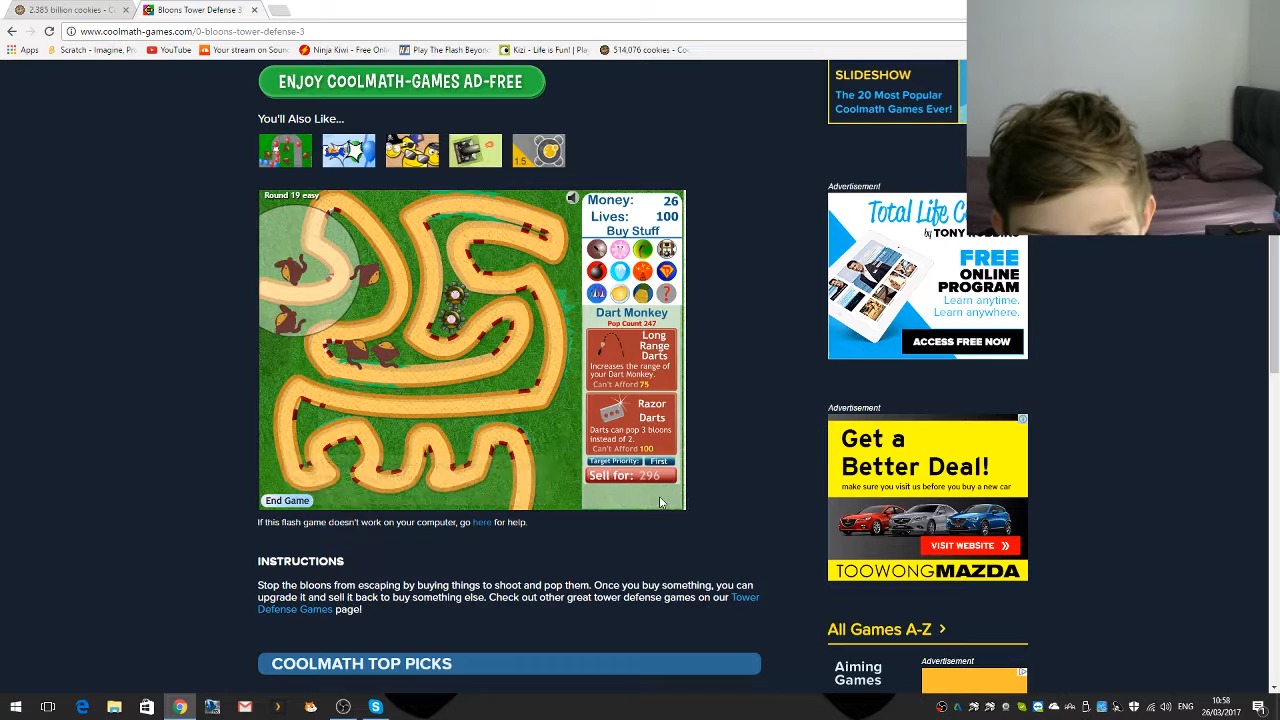 2.385 billion cookies - C
Bloons Tower Defense 3
www.coolmath-games.com/0-bloons-tower-defense-3
Apps
Scratch - Imagine, Pro
YouTube
Your stream on Sound
Ninja Kiwi - Free Onlin
Play The Flash Beyon
Kizi - Life is Fun! | Play
514,076 cookies - Coo
ENJOY COOLMATH-GAMES AD-FREE
You'll Also Like...
1.5
Round 19 easy
Money: 26
Lives: 100
Buy Stuff
?
Dart Monkey
Pop Count 247
Long
Range
Darts
Increases the range of
your Dart Monkey.
Can't Afford 75
Razor
Darts
Darts can pop 3 bloons
instead of 2.
Can't Afford 100
Target Priority: First
Sell for: 296
End Game
If this flash game doesn't work on your computer, go here for help.
INSTRUCTIONS
Stop the bloons from escaping by buying things to shoot and pop them. Once you buy something, you can
upgrade it and sell it back to buy something else. Check out other great tower defense games on our Tower
Defense Games page!
COOLMATH TOP PICKS
SLIDESHOW
The 20 Most Popular
Coolmath Games Ever!
Advertisement
Total Life C
by TONY
FREE
ONLINE
PROGRAM
Learn anytime.
Learn anywhere.
ACCESS FREE NOW
Advertisement
Get a
Better Deal!
make sure you visit us before you buy a new car
VISIT WEBSITE »
TOOWONG MAZDA
All Games A-Z >
Aiming
Games
Advertisement
ENG
10:58
26/03/2017